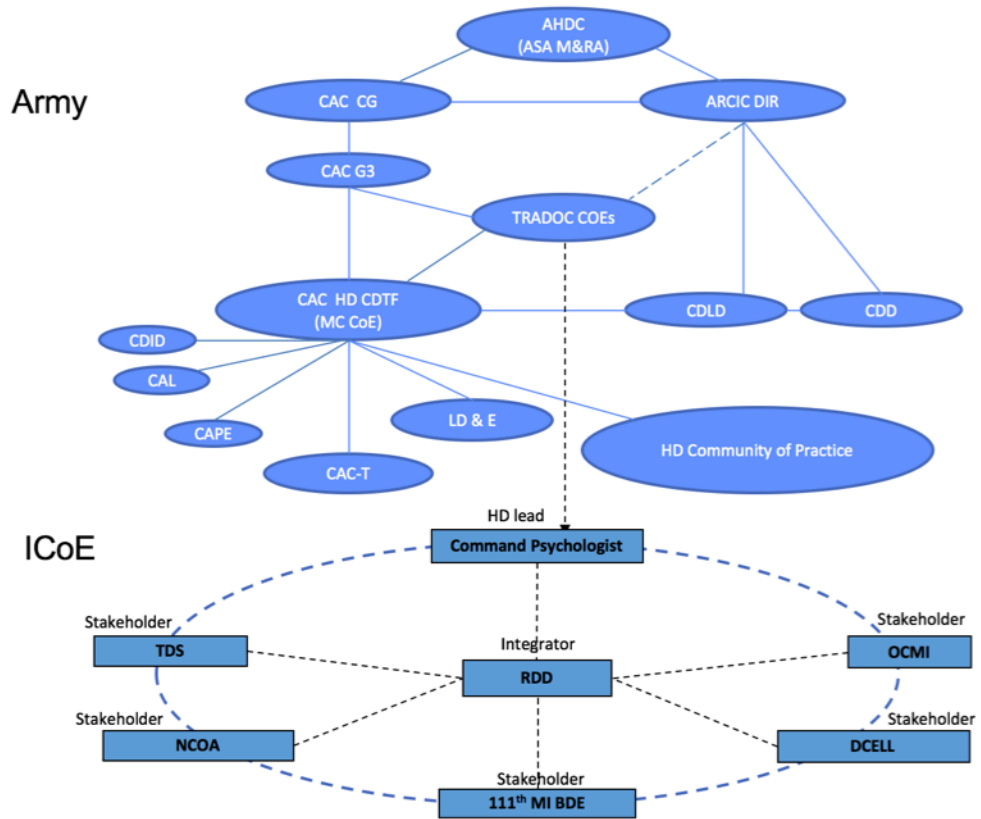 AHDC
(ASA M&RA)
Army
CAC CG
ARCIC DIR
CAC G3
TRADOC COEs
CAC HD CDTF
(MC CoE)
CDLD
CDD
CDID
CAL
CAPE
LD & E
HD Community of Practice
CAC-T
HD lead
ICoE
Command Psychologist
Stakeholder
TDS
Integrator
RDD
Stakeholder
OCMI
Stakeholder
NCOA
Stakeholder
DCELL
Stakeholder
111th MI BDE